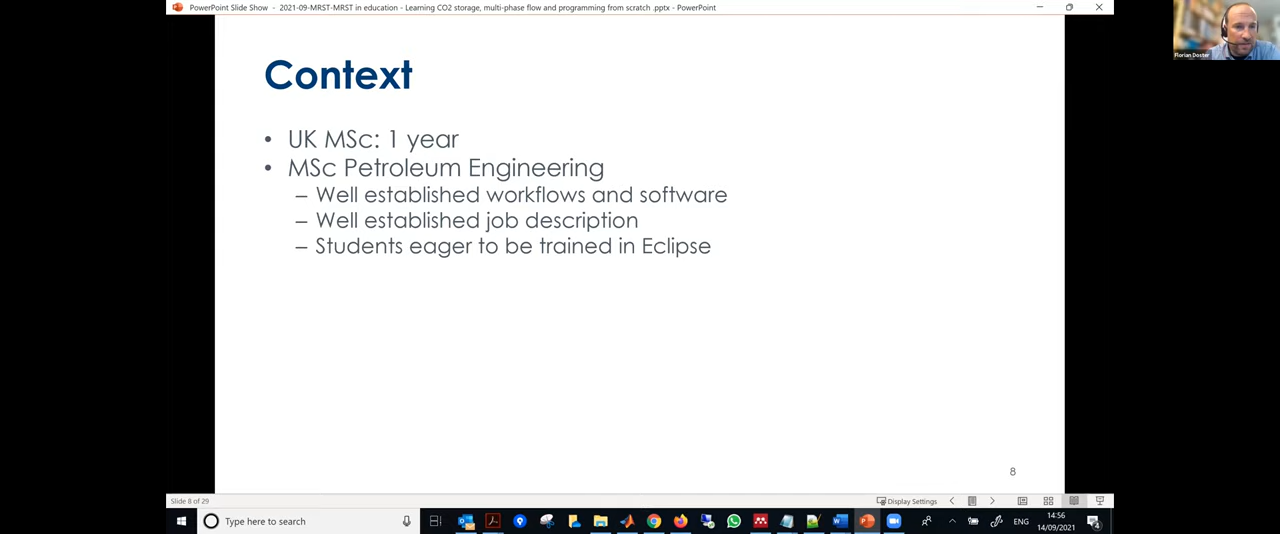 PowerPoint Slide Show - 2021-09-MRST-MRST in education - Learning CO2 storage, multi-phase flow and programming from scratch .pptx - PowerPoint
Florian Doster
Context
• UK MSc: 1 year
• MSc Petroleum Engineering
– Well established workflows and software
– Well established job description
– Students eager to be trained in Eclipse
8
Slide 8 of 29
Display Settings
Type here to search
ENG
14:56
14/09/2021
4